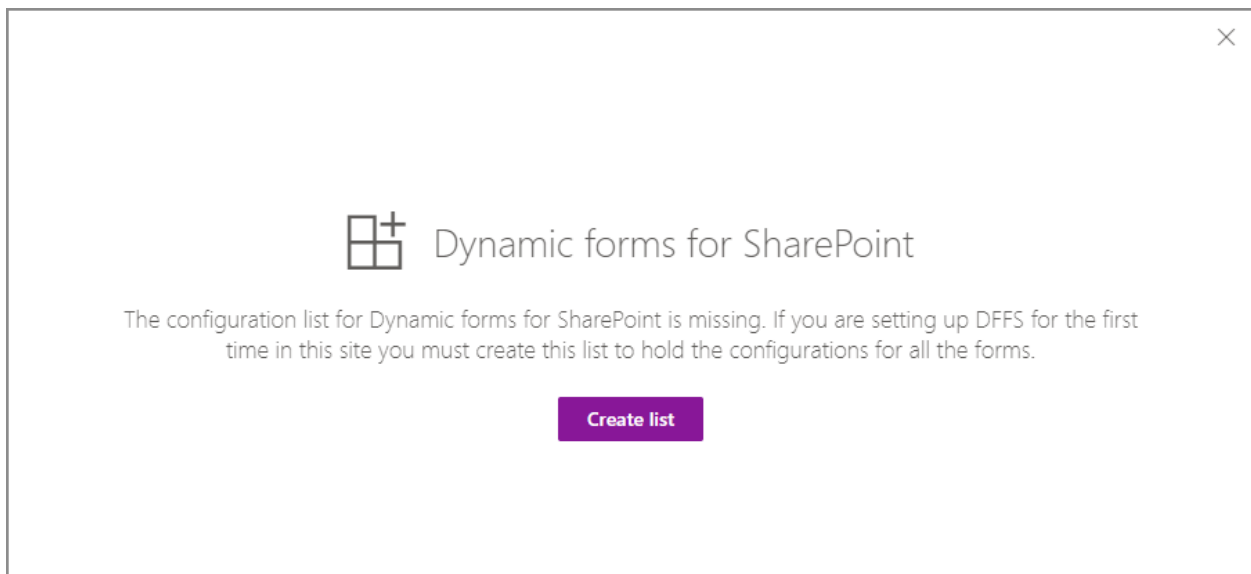 Dynamic forms for SharePoint
The configuration list for Dynamic forms for SharePoint is missing. If you are setting up DFFS for the first
time in this site you must create this list to hold the configurations for all the forms.
Create list